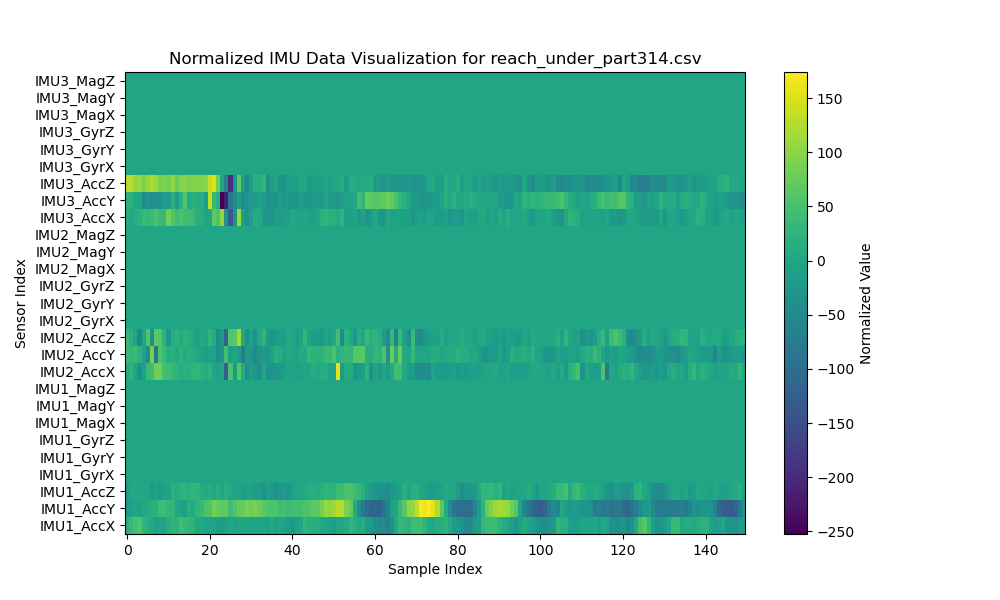 Normalized IMU Data Visualization for reach_under_part314.csv
IMU3_MagZ
IMU3_MagY
IMU3_MagX
IMU3_GyrZ
IMU3_GyrY
IMU3_GyrX
IMU3_AccZ
IMU3_AccY
IMU3_AccX
IMU2_MagZ
IMU2_MagY
IMU2_MagX
IMU2_GyrZ
IMU2_GyrY
IMU2_GyrX
IMU2_AccZ
IMU2_AccY
IMU2_AccX
IMU1_MagZ
IMU1_MagY
IMU1_MagX
IMU1_GyrZ
IMU1_GyrY
IMU1_GyrX
IMU1_AccZ
IMU1_AccY
IMU1_AccX
Sensor Index
0 20 40 60 80 100 120 140
Sample Index
150
100
50
0
−50
−100
−150
−200
−250
Normalized Value